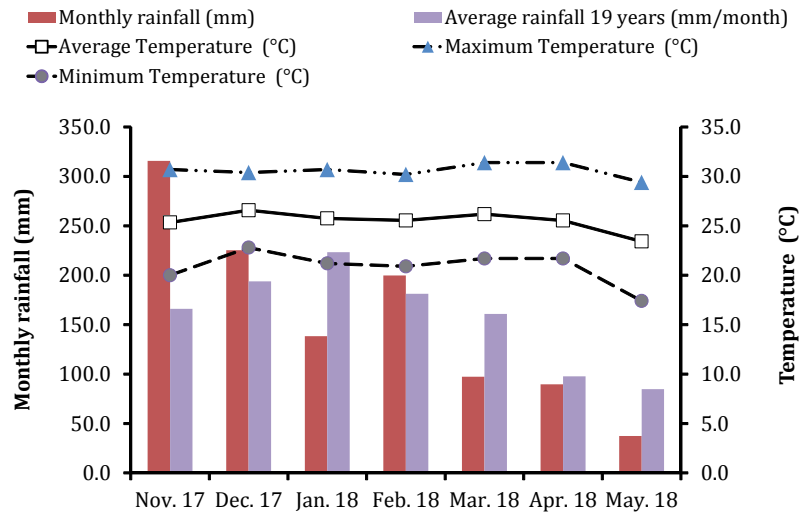 Monthly rainfall (mm)
Average rainfall 19 years (mm/month)
Average Temperature (°C)
Maximum Temperature (°C)
Minimum Temperature (°C)
350.0
300.0
250.0
200.0
150.0
100.0
50.0
0.0
Monthly rainfall (mm)
35.0
30.0
25.0
20.0
15.0
10.0
5.0
0.0
Temperature (°C)
Nov. 17 Dec. 17 Jan. 18 Feb. 18 Mar. 18 Apr. 18 May. 18